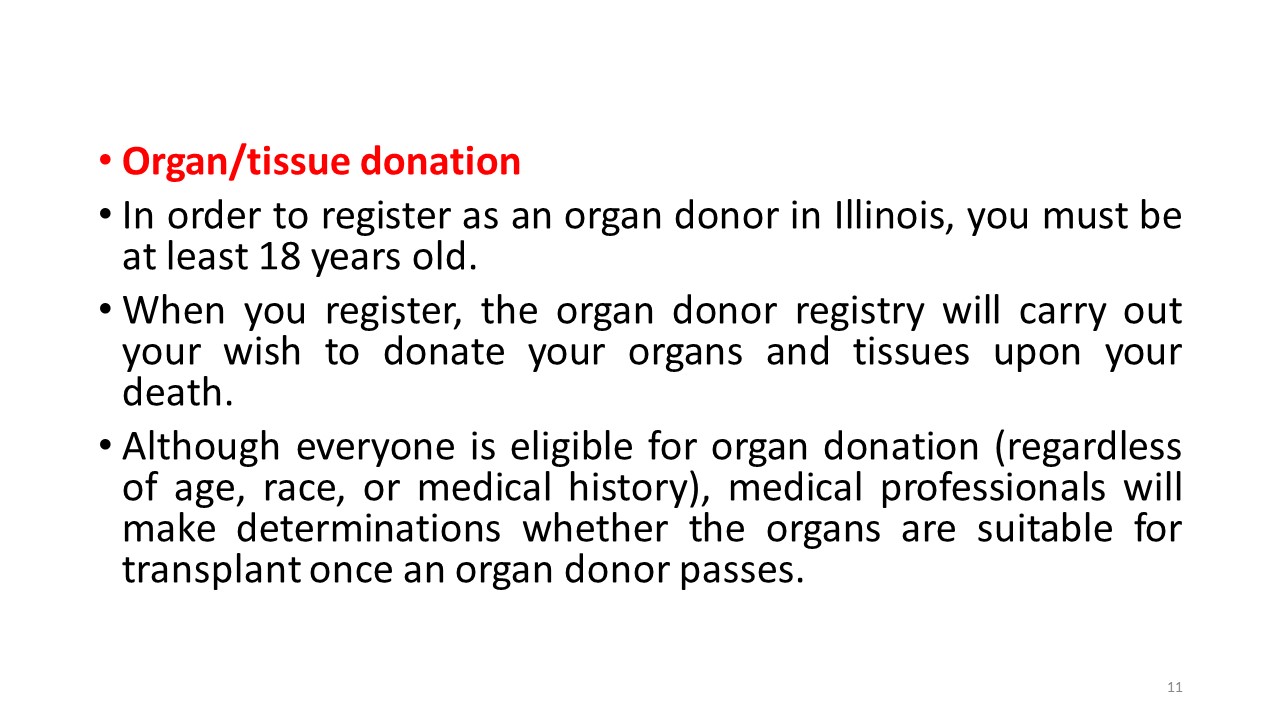 • Organ/tissue donation
• In order to register as an organ donor in Illinois, you must be
at least 18 years old.
• When you register, the organ donor registry will carry out
your wish to donate your organs and tissues upon your
death.
• Although everyone is eligible for organ donation (regardless
of age, race, or medical history), medical professionals will
make determinations whether the organs are suitable for
transplant once an organ donor passes.
11